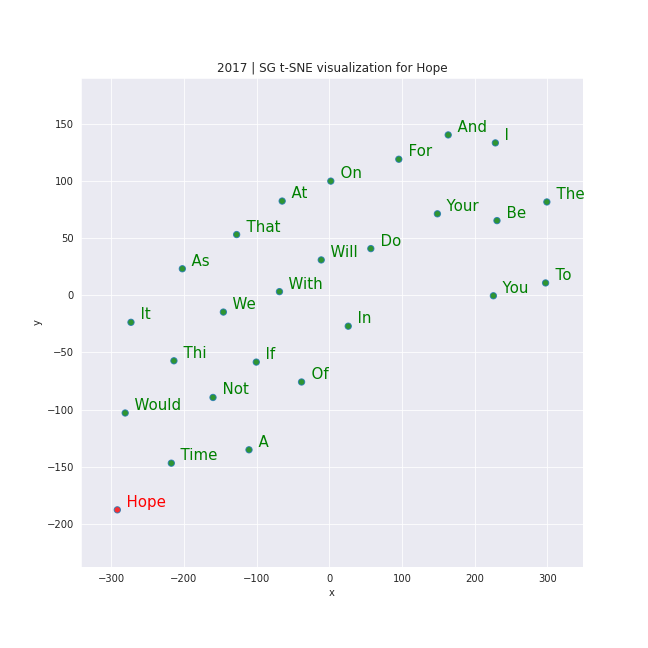 2017 | SG t-SNE visualization for Hope
150
100
50
0
−50
−100
−150
−200
y
And
I
For
On
The
At
Your
Be
That
Do
Will
As
To
With
You
We
It
In
Thi
If
Of
Not
Would
A
Time
Hope
−300
−200
−100
0
100
200
300
x